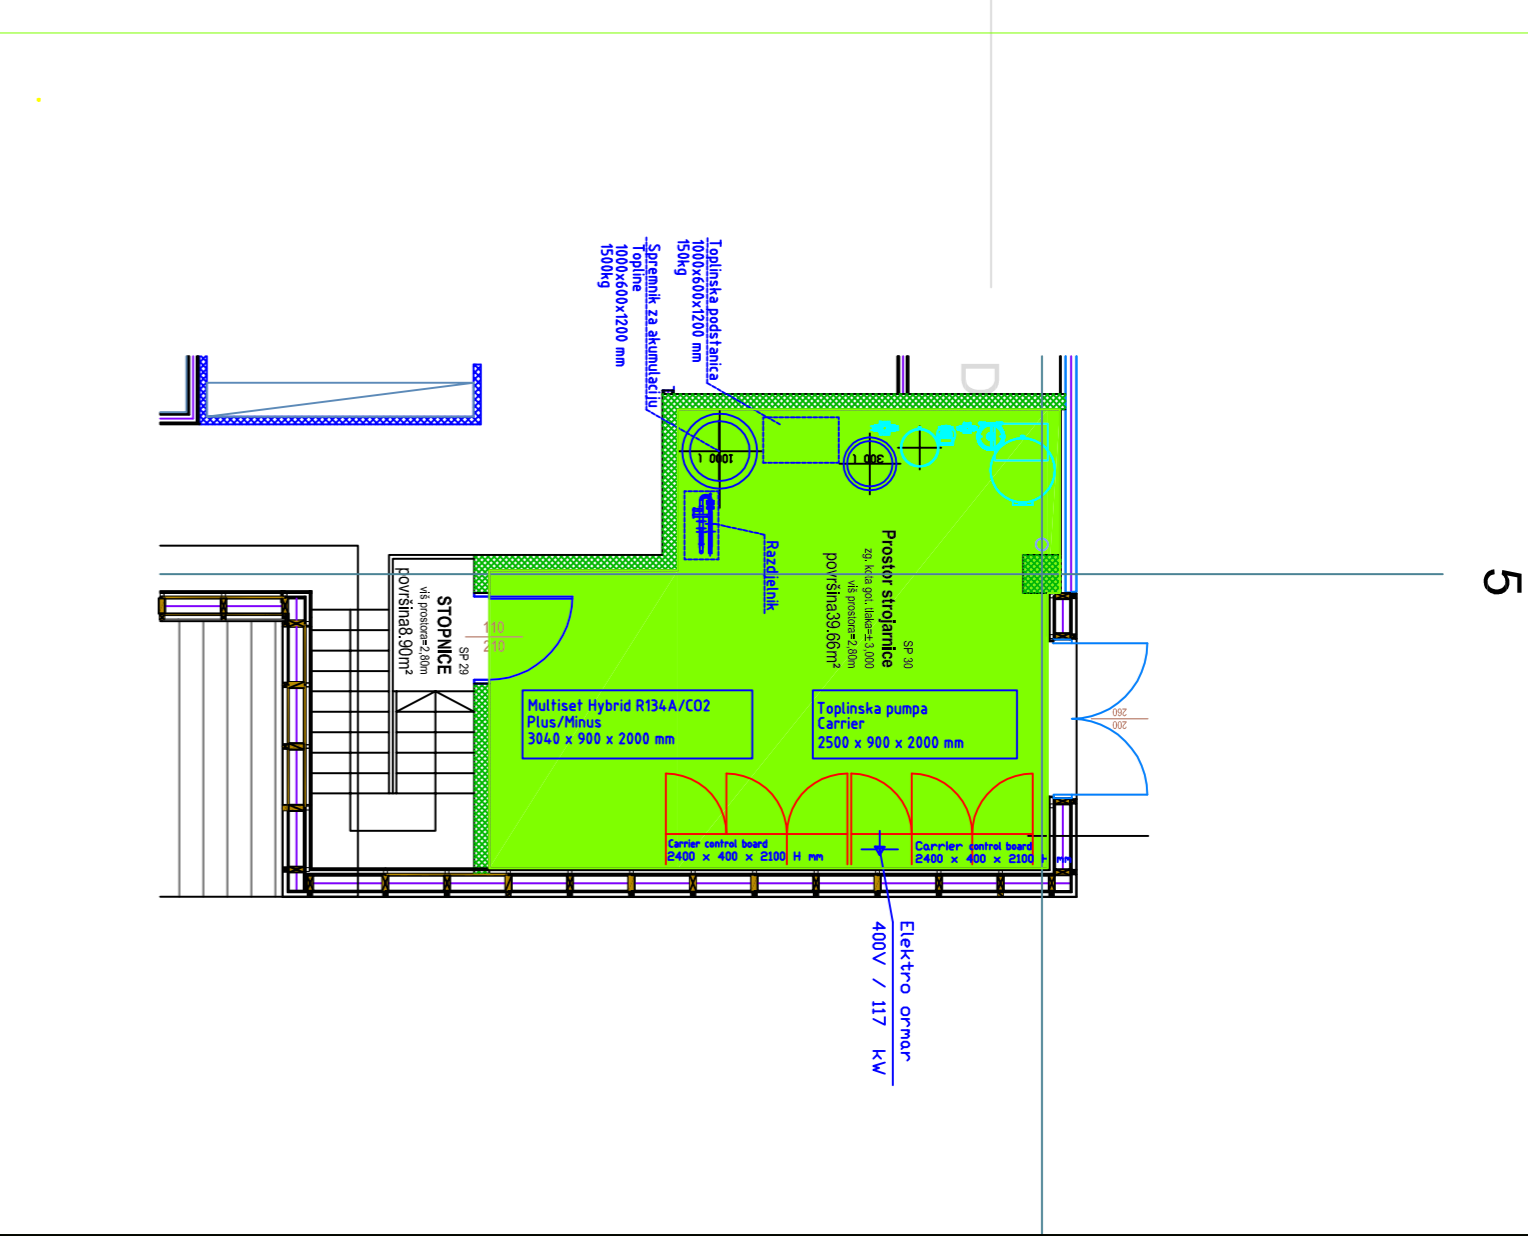 Toplinska podstanica
1000x600x1200 mm
150kg
Spremnik za akumulaciju
Topline
1000x600x1200 mm
1500kg
D
5
1000 l
300 l
Razdjelnik
SP 30
Prostor strojarnice
zg. kota got. tlaka=±3,000
viš prostora=2,80m
površina39.66m²
SP 29
STOPNICE
viš prostora=2,80m
površina8.90m²
110
210
260
200
Multiset Hybrid R134A/CO2
Plus/Minus
3040 x 900 x 2000 mm
Toplinska pumpa
Carrier
2500 x 900 x 2000 mm
Carrier control board
2400 x 400 x 2100 H mm
Carrier control board
2400 x 400 x 2100 H mm
Elektro ormar
400V / 117 kW